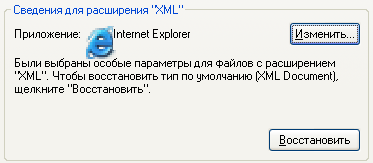 Сведения для расширения "XML"
Приложение: Internet Explorer Изменить...
Были выбраны особые параметры для файлов с расширением
"XML". Чтобы восстановить тип по умолчанию (XML Document),
щелкните "Восстановить".
Восстановить